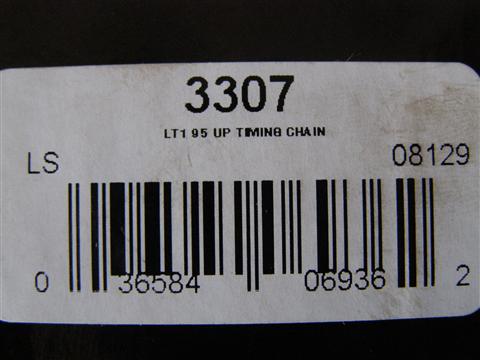 3307
LT1 95 UP TIMING CHAIN
LS 08129
0 36584 06936 2